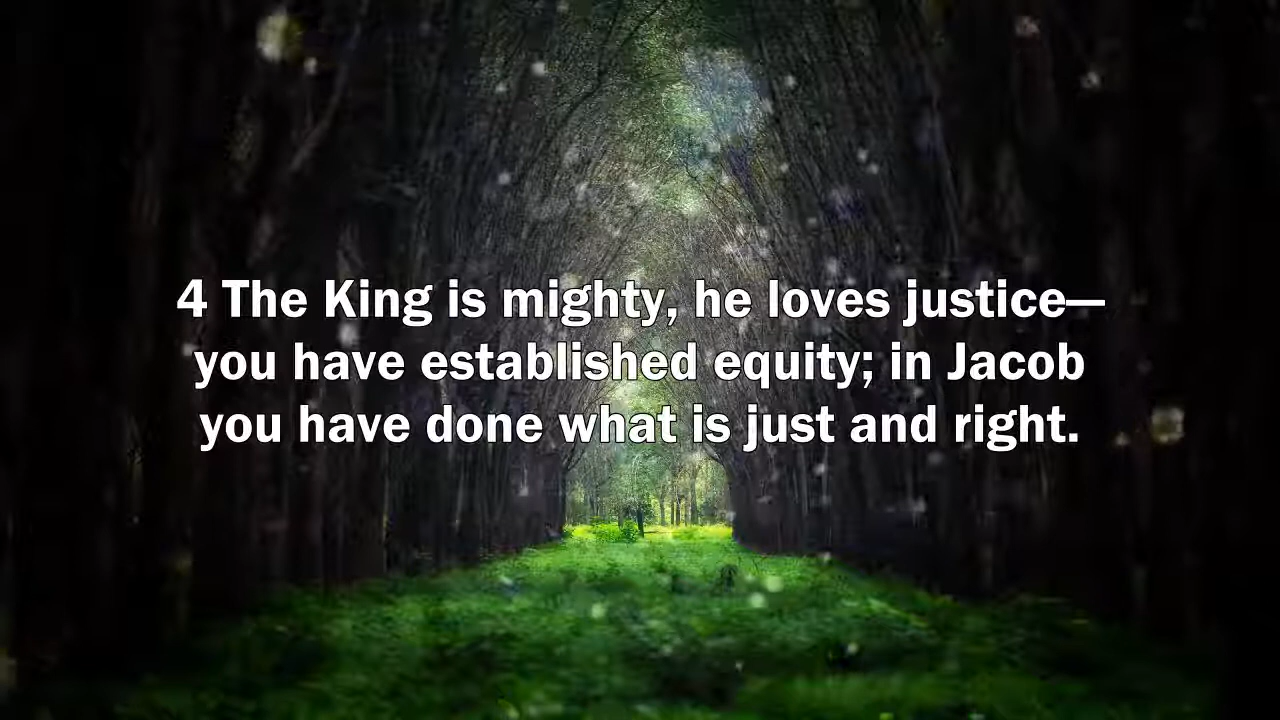 4 The King is mighty, he loves justice—
you have established equity; in Jacob
you have done what is just and right.